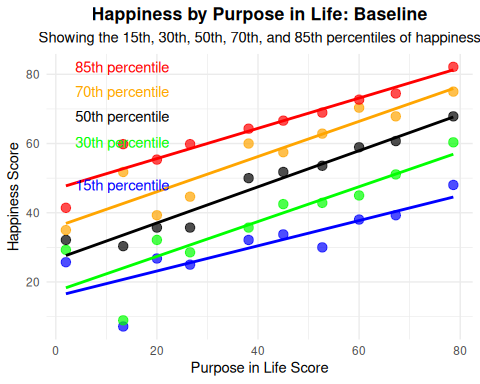 Happiness by Purpose in Life: Baseline
Showing the 15th, 30th, 50th, 70th, and 85th percentiles of happiness
85th percentile
70th percentile
50th percentile
30th percentile
15th percentile
Happiness Score
80
60
40
20
0
20
40
60
80
Purpose in Life Score